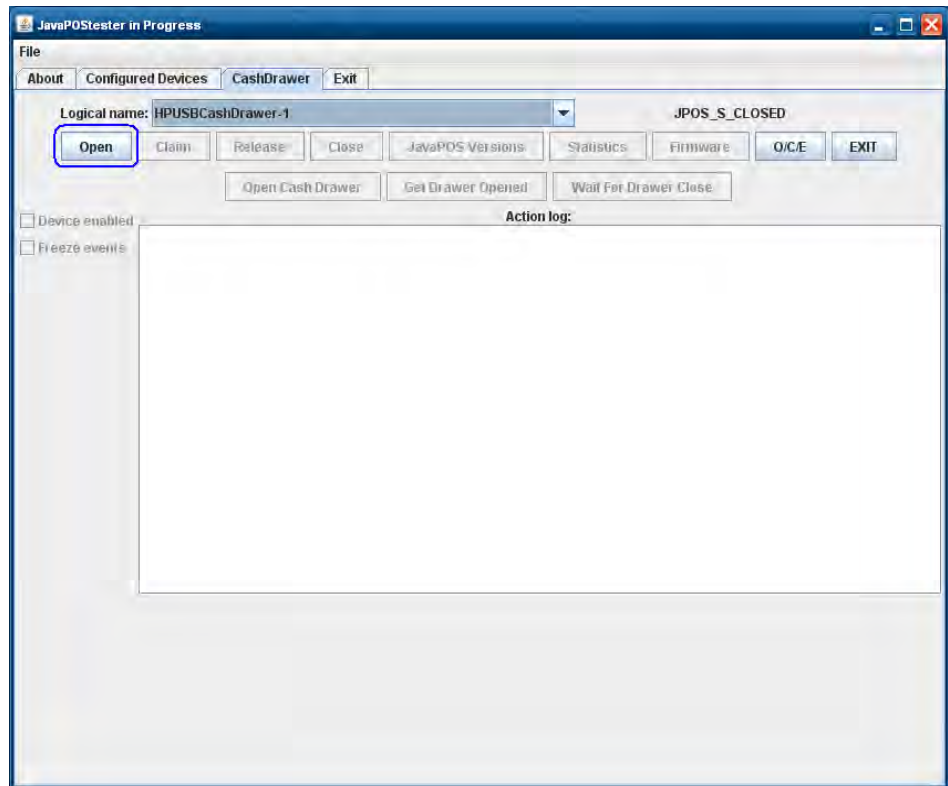 JavaPOStester in Progress
File
About Configured Devices CashDrawer Exit
Logical name: HPUSBCashDrawer-1 JPOS_S_CLOSED
Open Claim Release Close JavaPOS Versions Statistics Firmware O/C/E EXIT
Open Cash Drawer Get Drawer Opened Wait For Drawer Close
Device enabled Action log:
Freeze events